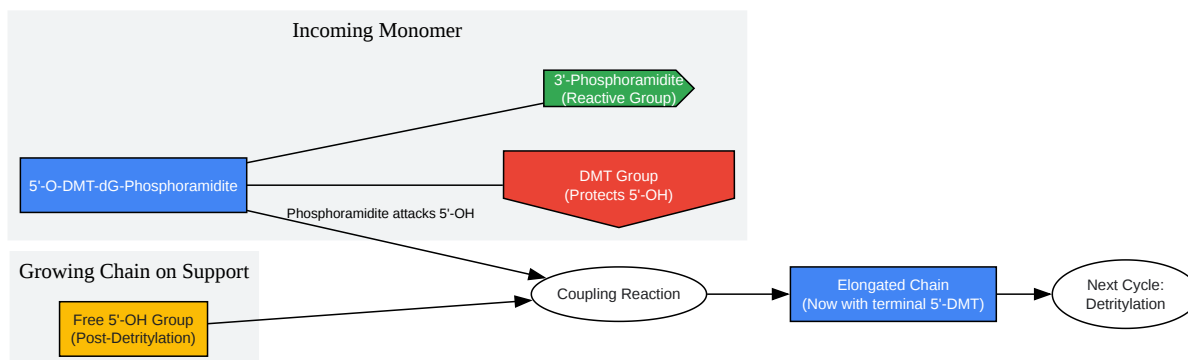 Incoming Monomer
3'-Phosphoramidite
(Reactive Group)
5'-O-DMT-dG-Phosphoramidite
DMT Group
(Protects 5'-OH)
Phosphoramidite attacks 5'-OH
Growing Chain on Support
Free 5'-OH Group
(Post-Detritylation)
Coupling Reaction
Elongated Chain
(Now with terminal 5'-DMT)
Next Cycle:
Detritylation